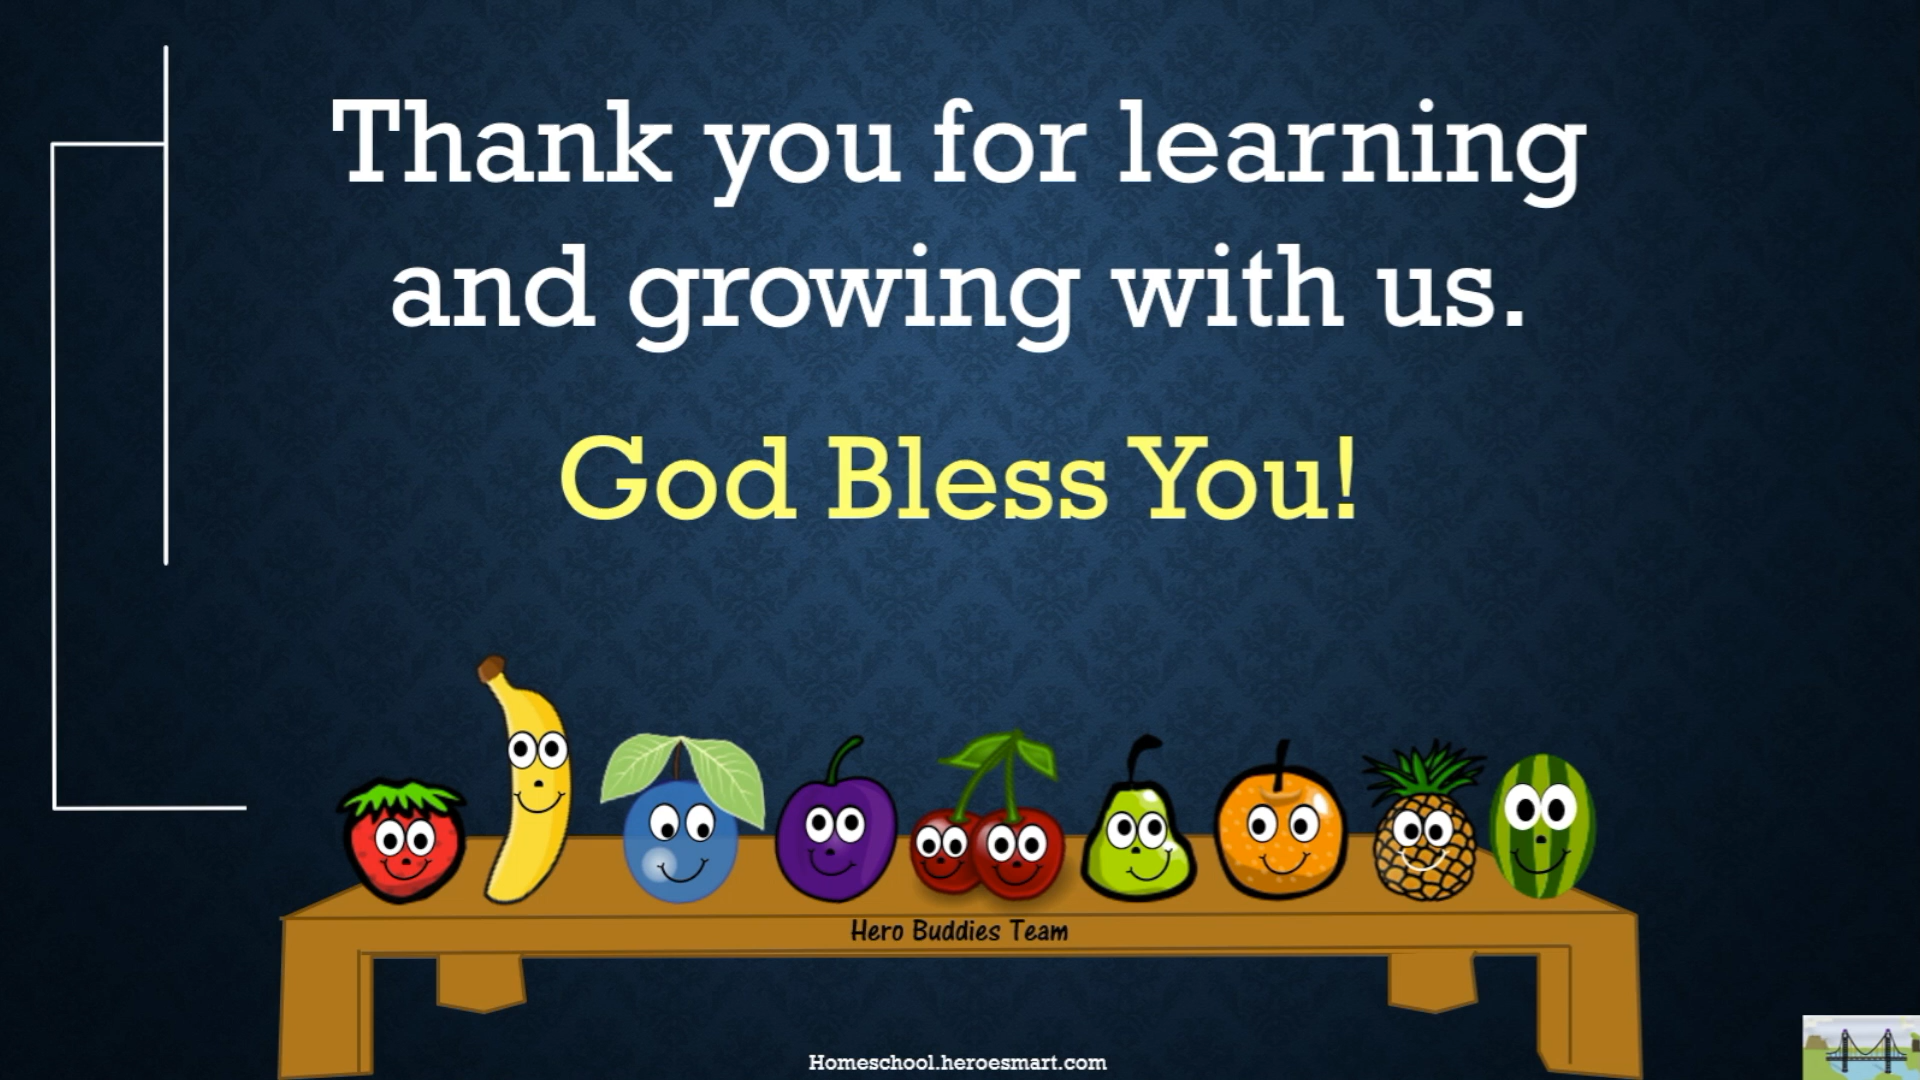 Thank you for learning
and growing with us.
God Bless You!
Hero Buddies Team
Homeschool.heroesmart.com